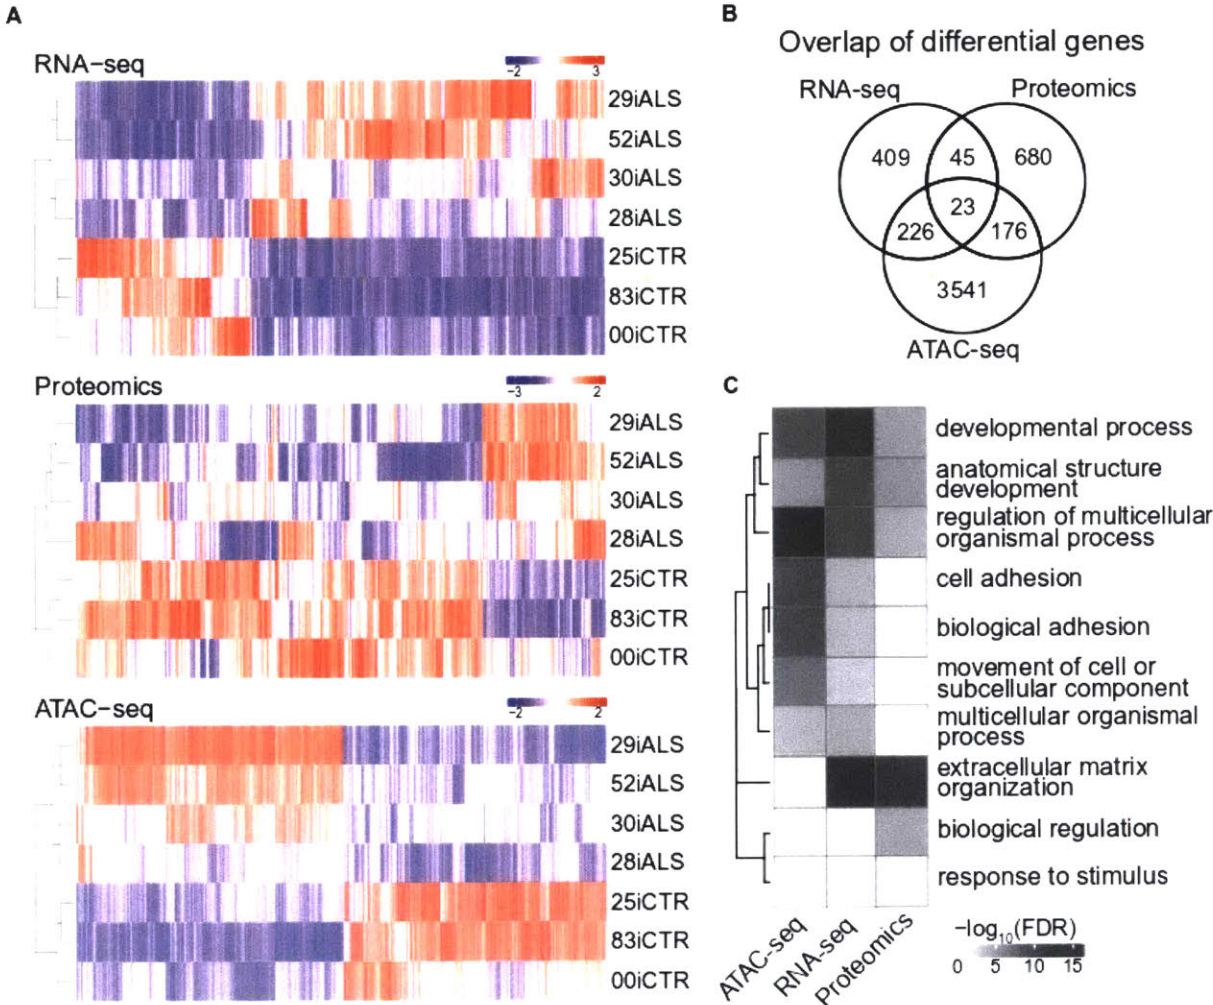 A
RNA-seq
-2 3
29iALS
52iALS
30iALS
28iALS
25iCTR
83iCTR
00iCTR
Proteomics
-3 2
29iALS
52iALS
30iALS
28iALS
25iCTR
83iCTR
00iCTR
ATAC-seq
-2 2
29iALS
52iALS
30iALS
28iALS
25iCTR
83iCTR
00iCTR
B
Overlap of differential genes
RNA-seq Proteomics
409 45 680
23
226 176
3541
ATAC-seq
C
developmental process
anatomical structure
development
regulation of multicellular
organismal process
cell adhesion
biological adhesion
movement of cell or
subcellular component
multicellular organismal
process
extracellular matrix
organization
biological regulation
response to stimulus
ATAC-seq
RNA-seq
Proteomics
-log10(FDR)
0 5 10 15